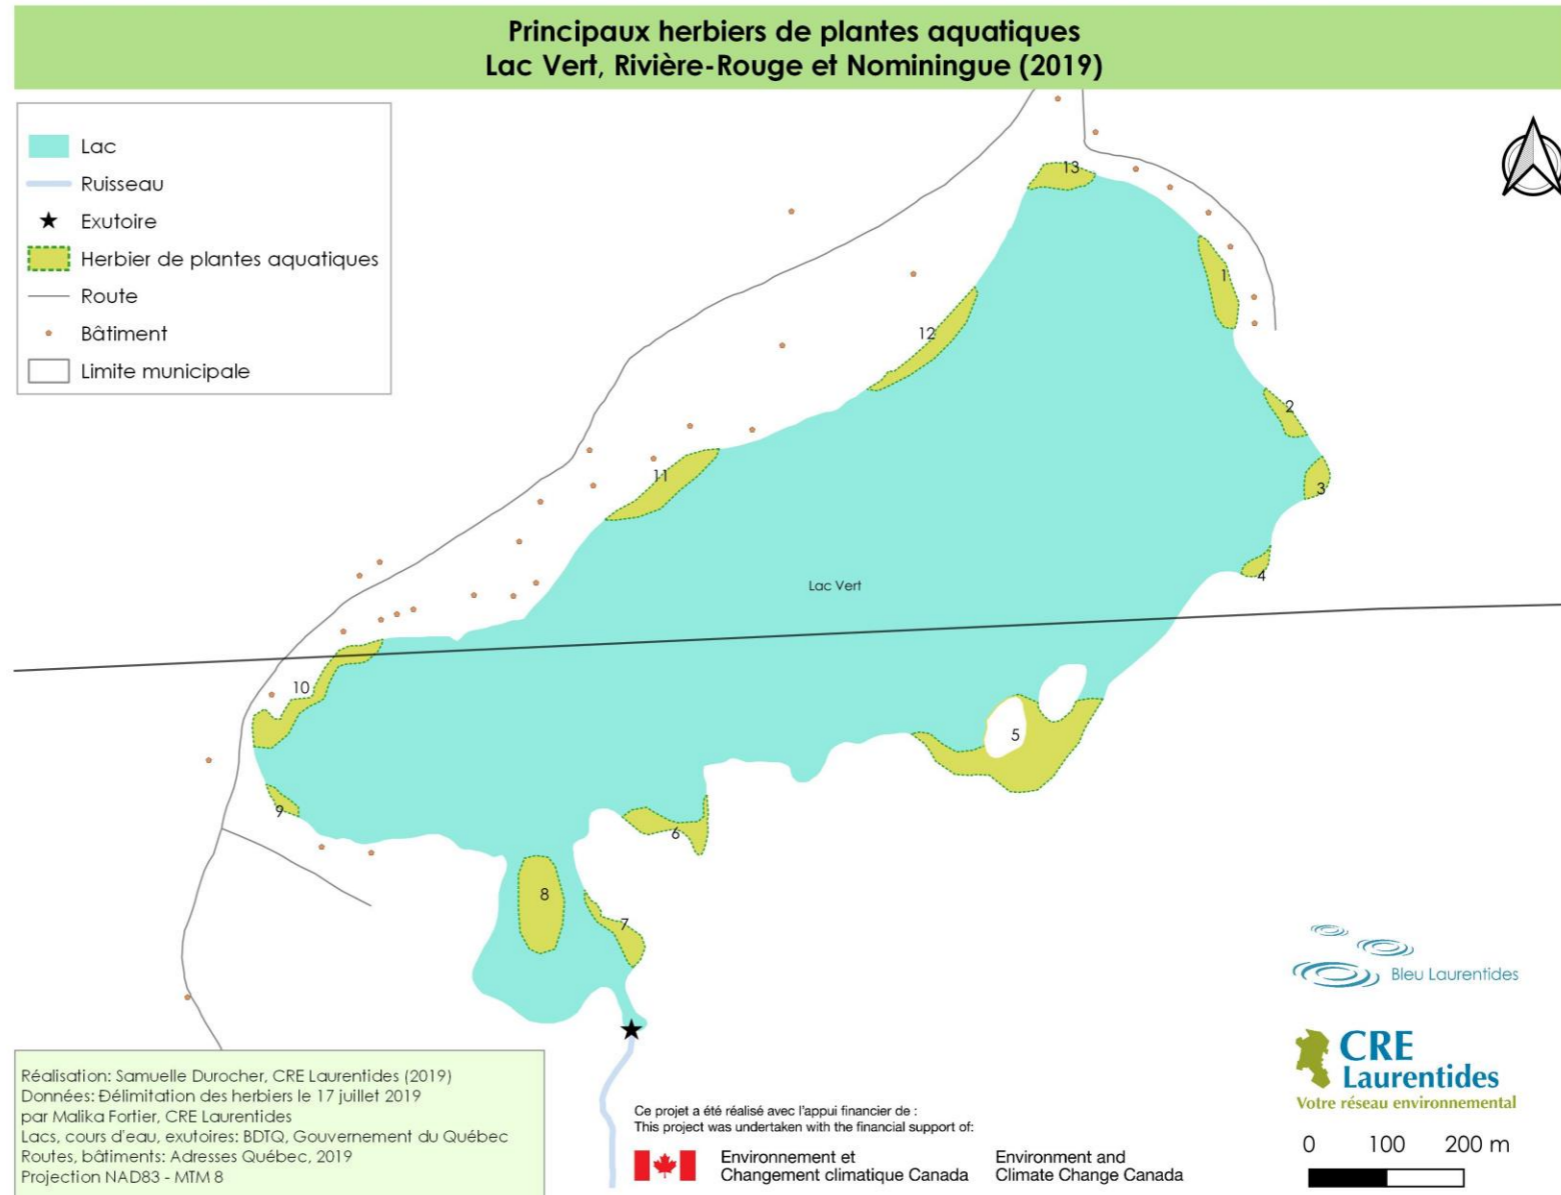 Principaux herbiers de plantes aquatiques
Lac Vert, Rivière-Rouge et Nominingue (2019)
Lac
Ruisseau
Exutoire
Herbier de plantes aquatiques
Route
Bâtiment
Limite municipale
13
1
12
2
11
3
4
Lac Vert
10
5
9
6
8
7
Bleu Laurentides
CRE
Laurentides
Votre réseau environnemental
0 100 200 m
Réalisation: Samuelle Durocher, CRE Laurentides (2019)
Données: Délimitation des herbiers le 17 juillet 2019
par Malika Fortier, CRE Laurentides
Lacs, cours d'eau, exutoires: BDTQ, Gouvernement du Québec
Routes, bâtiments: Adresses Québec, 2019
Projection NAD83 - MTM 8
Ce projet a été réalisé avec l'appui financier de :
This project was undertaken with the financial support of:
Environnement et
Changement climatique Canada
Environment and
Climate Change Canada